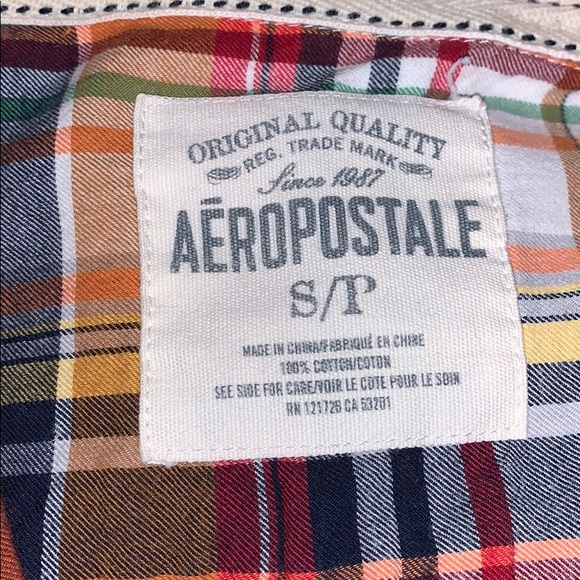 ORIGINAL QUALITY
REG. TRADE MARK
Since 1987
AĒROPOSTALE
S/P
MADE IN CHINA/FABRIQUÉ EN CHINE
100% COTTON/COTON
SEE SIDE FOR CARE/VOIR LE COTE POUR LE SOIN
RN 121726 CA 53201